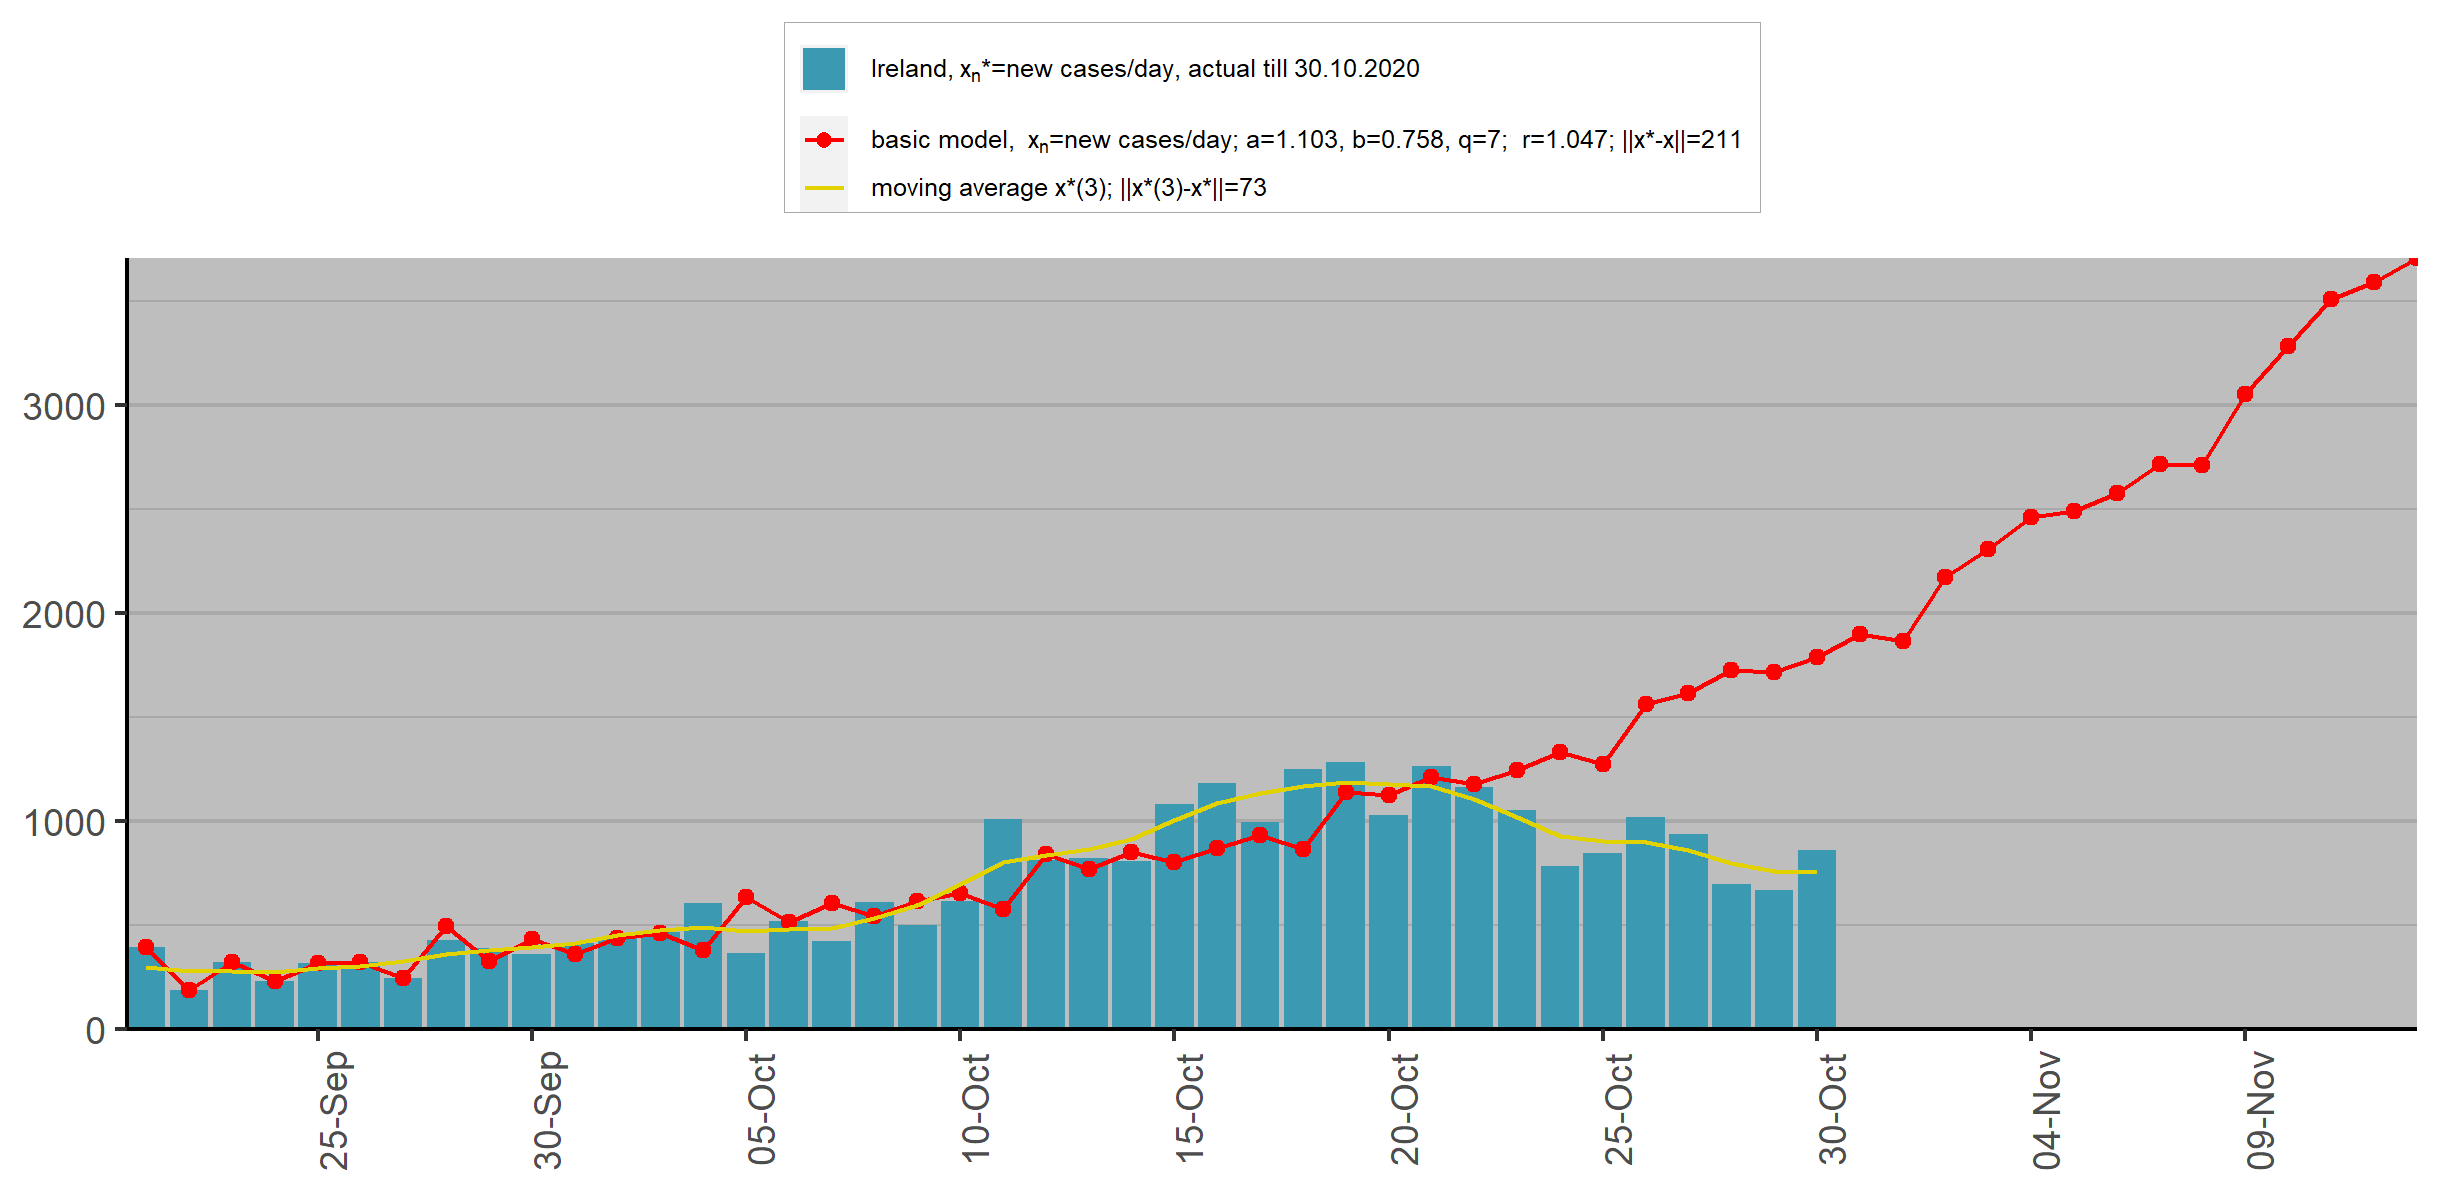 Ireland, xₙ*=new cases/day, actual till 30.10.2020
basic model,  xₙ=new cases/day; a=1.103, b=0.758, q=7;  r=1.047; ||x*-x||=211
moving average x*(3); ||x*(3)-x*||=73
3000
2000
1000
0
25-Sep
30-Sep
05-Oct
10-Oct
15-Oct
20-Oct
25-Oct
30-Oct
04-Nov
09-Nov